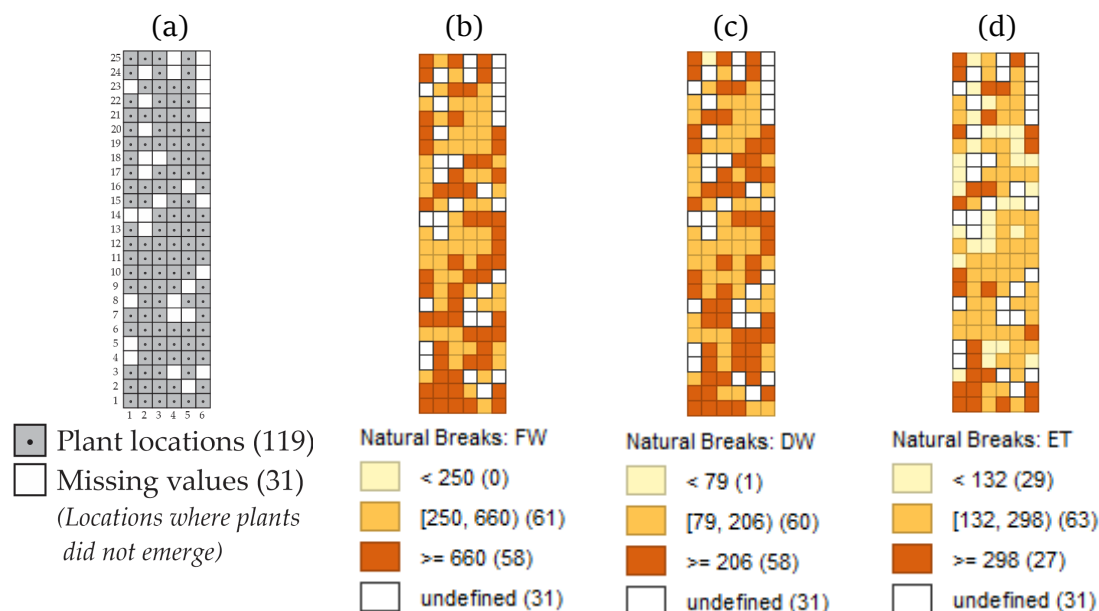 (a)
(b)
(c)
(d)
25
24
23
22
21
20
19
18
17
16
15
14
13
12
11
10
9
8
7
6
5
4
3
2
1
1 2 3 4 5 6
Plant locations (119)
Missing values (31)
(Locations where plants
did not emerge)
Natural Breaks: FW
< 250 (0)
[250, 660) (61)
>= 660 (58)
undefined (31)
Natural Breaks: DW
< 79 (1)
[79, 206) (60)
>= 206 (58)
undefined (31)
Natural Breaks: ET
< 132 (29)
[132, 298) (63)
>= 298 (27)
undefined (31)